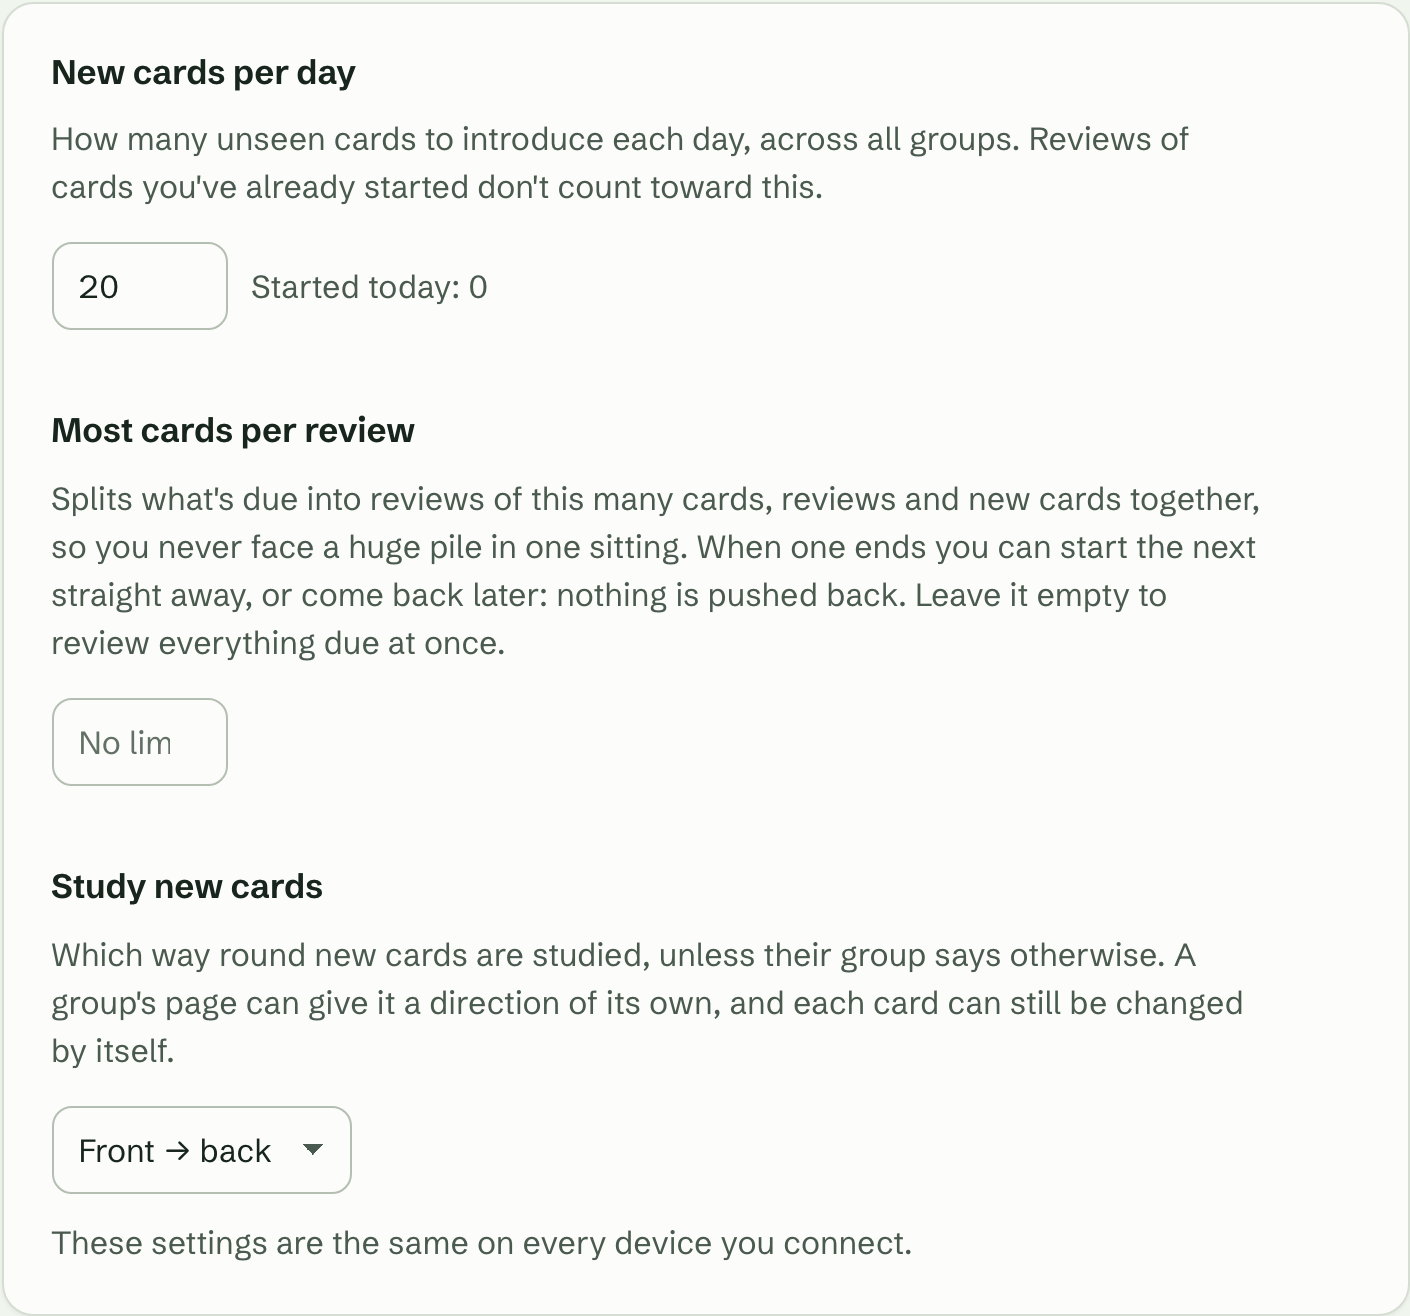 New cards per day
How many unseen cards to introduce each day, across all groups. Reviews of
cards you've already started don't count toward this.
20
Started today: 0
Most cards per review
Splits what's due into reviews of this many cards, reviews and new cards together,
so you never face a huge pile in one sitting. When one ends you can start the next
straight away, or come back later: nothing is pushed back. Leave it empty to
review everything due at once.
No lim
Study new cards
Which way round new cards are studied, unless their group says otherwise. A
group's page can give it a direction of its own, and each card can still be changed
by itself.
Front → back
These settings are the same on every device you connect.